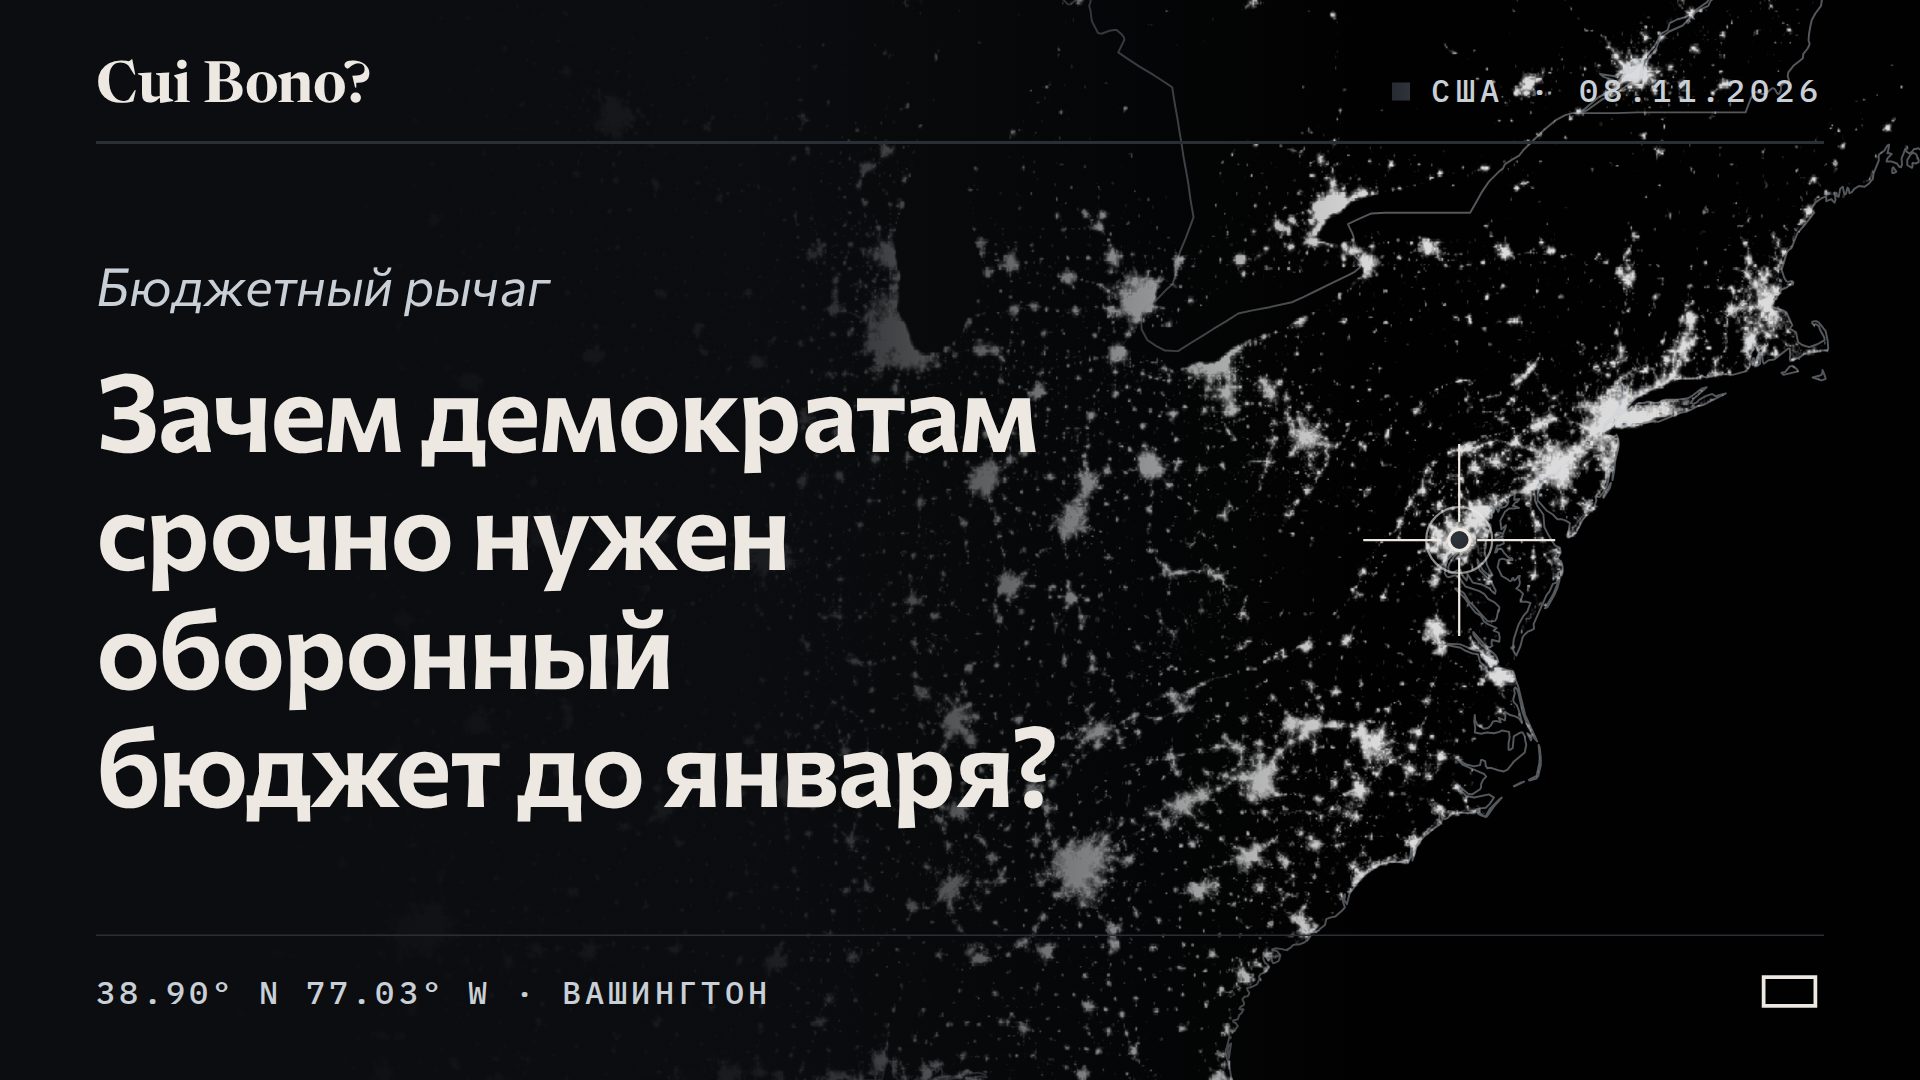 Cui Bono?
США · 08.11.2026
Бюджетный рычаг
Зачем демократам
срочно нужен
оборонный
бюджет до января?
38.90° N 77.03° W · ВАШИНГТОН